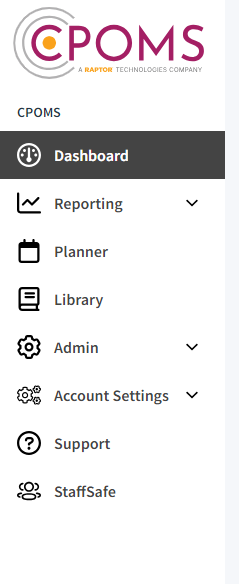 CPOMS
A RAPTOR TECHNOLOGIES COMPANY
CPOMS
Dashboard
Reporting
Planner
Library
Admin
Account Settings
Support
StaffSafe